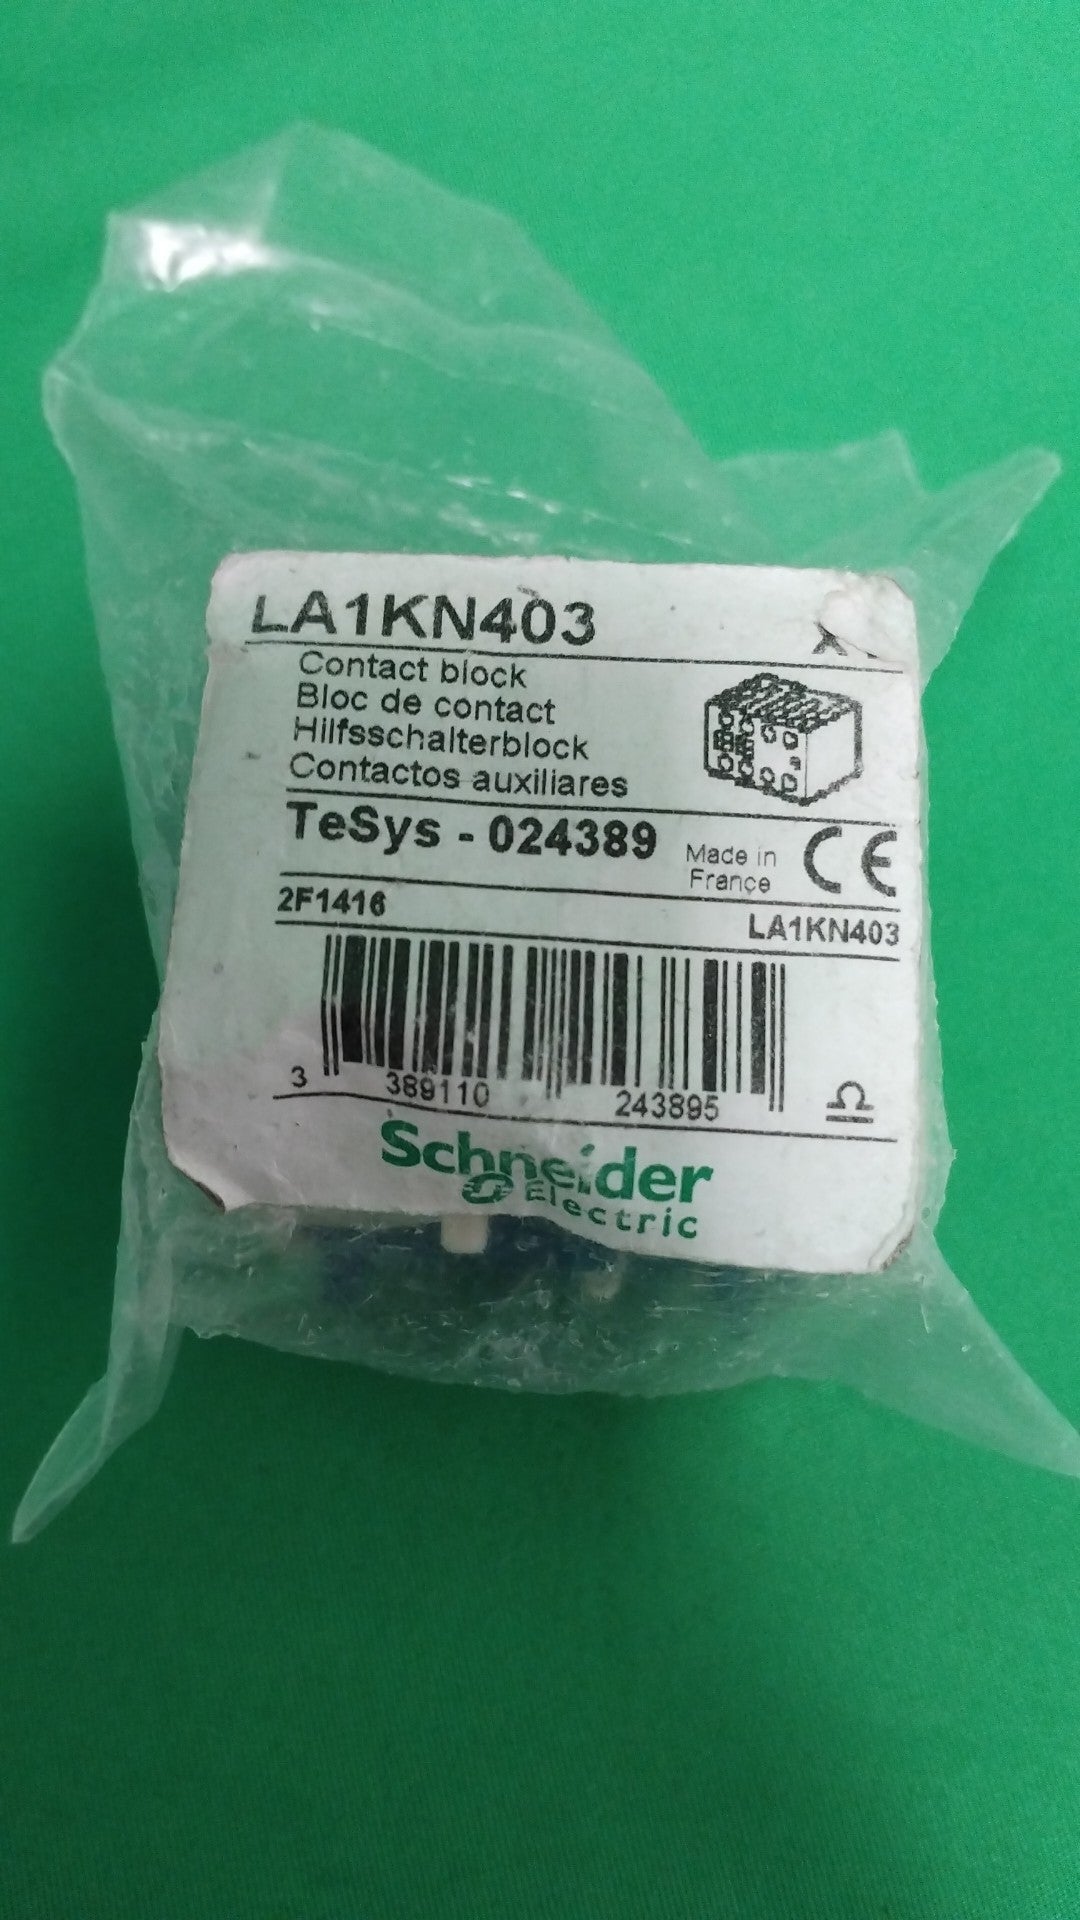 LA1KN403
Contact block
Bloc de contact
Hilfsschalterblock
Contactos auxiliares
TeSys - 024389
Made in
France
CE
2F1416
LA1KN403
3 389110 243895
Schneider
Electric